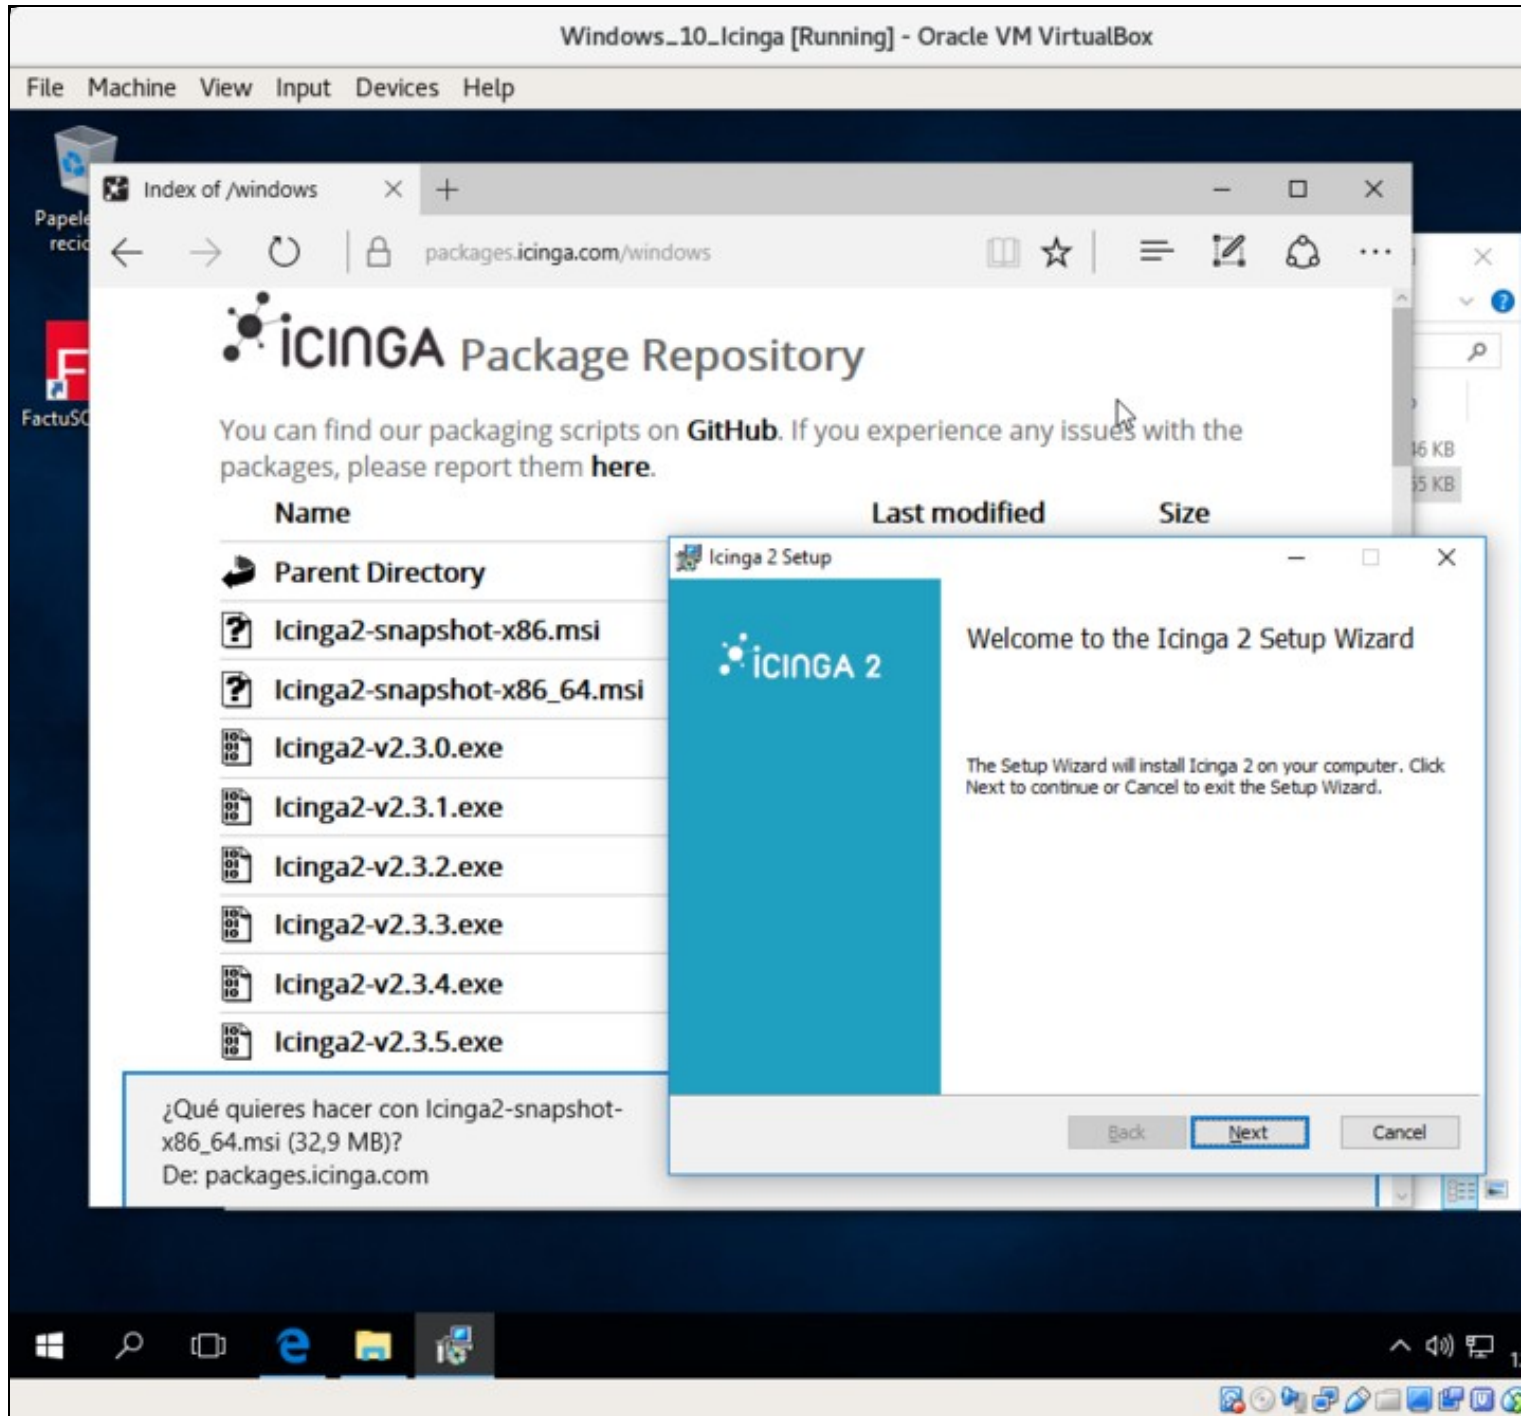 Windows_10_Icinga [Running] - Oracle VM VirtualBox
File Machine View Input Devices Help
Index of /windows
packages.icinga.com/windows
ICINGA Package Repository
You can find our packaging scripts on GitHub. If you experience any issues with the
packages, please report them here.
Name Last modified Size
Parent Directory
Icinga2-snapshot-x86.msi
Icinga2-snapshot-x86_64.msi
Icinga2-v2.3.0.exe
Icinga2-v2.3.1.exe
Icinga2-v2.3.2.exe
Icinga2-v2.3.3.exe
Icinga2-v2.3.4.exe
Icinga2-v2.3.5.exe
¿Qué quieres hacer con Icinga2-snapshot-
x86_64.msi (32,9 MB)?
De: packages.icinga.com
Icinga 2 Setup
ICINGA 2
Welcome to the Icinga 2 Setup Wizard
The Setup Wizard will install Icinga 2 on your computer. Click
Next to continue or Cancel to exit the Setup Wizard.
Back Next Cancel
KB
KB